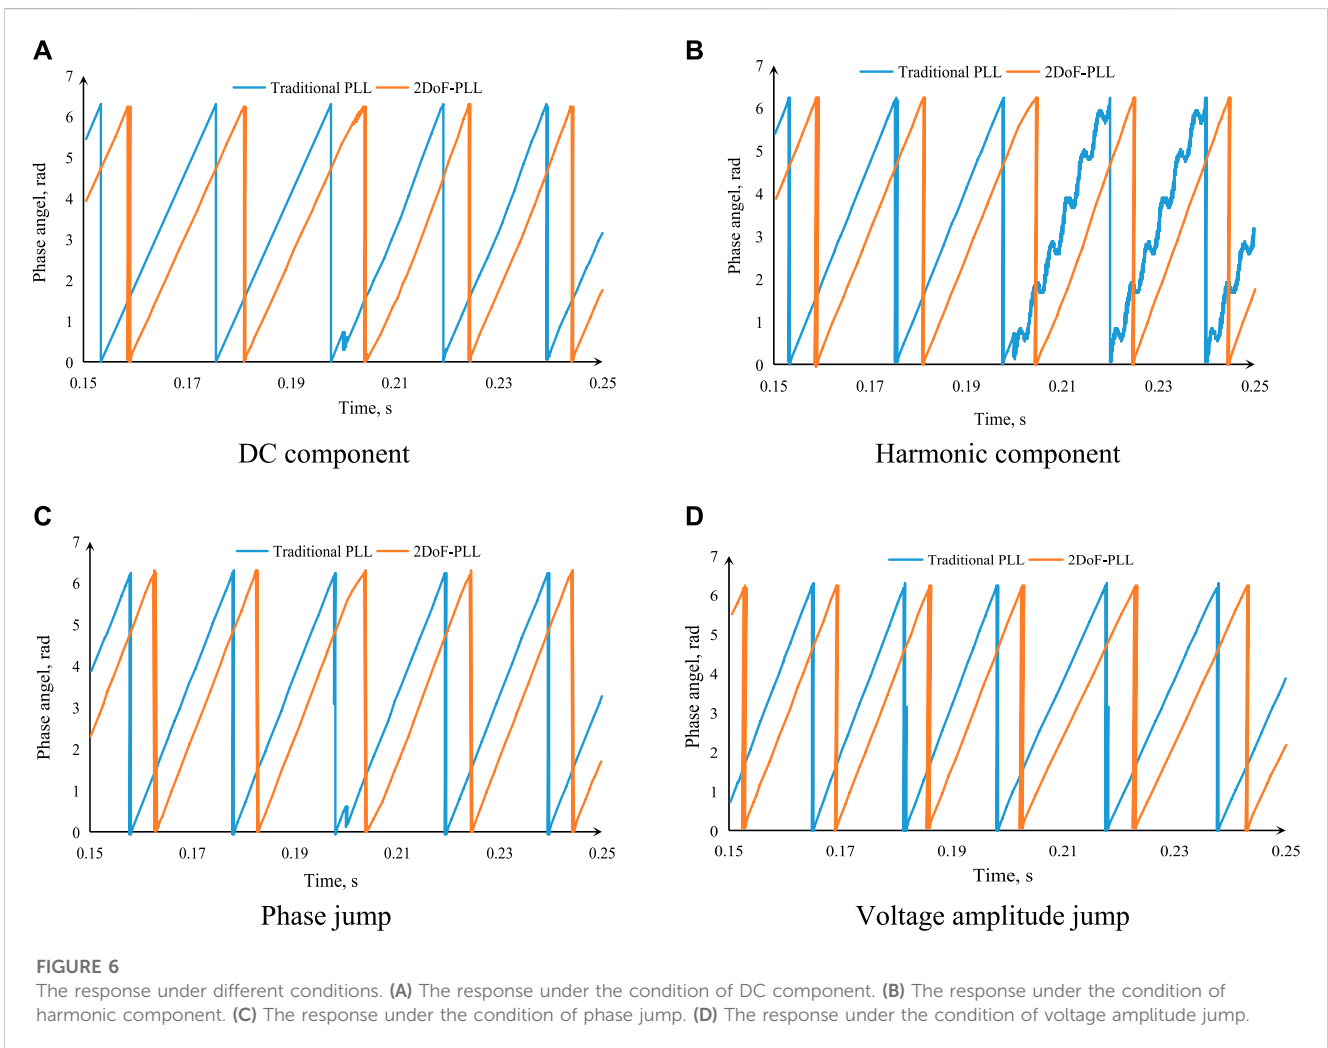 A
7
6
5
4
3
2
1
0
Phase angel, rad
Traditional PLL
2DoF-PLL
0.15
0.17
0.19
0.21
0.23
0.25
Time, s
DC component
B
7
6
5
4
3
2
1
0
Phase angel, rad
Traditional PLL
2DoF-PLL
0.15
0.17
0.19
0.21
0.23
0.25
Time, s
Harmonic component
C
7
6
5
4
3
2
1
0
Phase angel, rad
Traditional PLL
2DoF-PLL
0.15
0.17
0.19
0.21
0.23
0.25
Time, s
Phase jump
D
7
6
5
4
3
2
1
0
Phase angel, rad
Traditional PLL
2DoF-PLL
0.15
0.17
0.19
0.21
0.23
0.25
Time, s
Voltage amplitude jump
FIGURE 6
The response under different conditions. (A) The response under the condition of DC component. (B) The response under the condition of
harmonic component. (C) The response under the condition of phase jump. (D) The response under the condition of voltage amplitude jump.